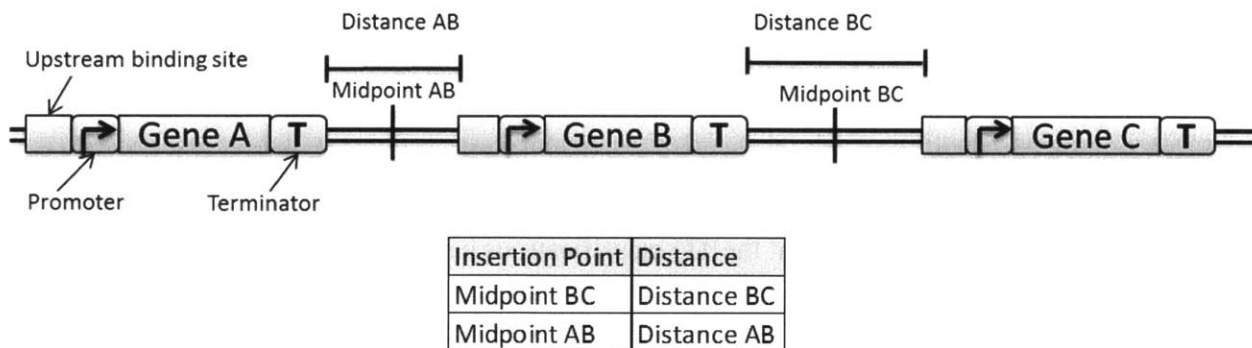 Distance AB
Distance BC
Upstream binding site
Midpoint AB
Midpoint BC
Gene A T Gene B T Gene C T
Promoter Terminator
Insertion Point Distance
Midpoint BC Distance BC
Midpoint AB Distance AB